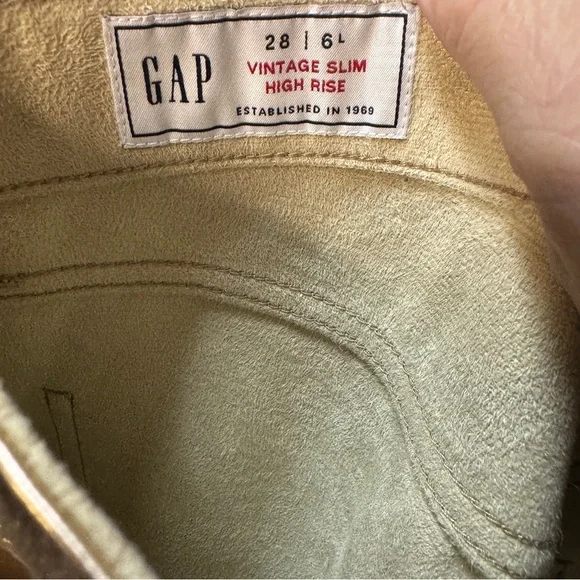 GAP
28 | 6L
VINTAGE SLIM
HIGH RISE
ESTABLISHED IN 1969